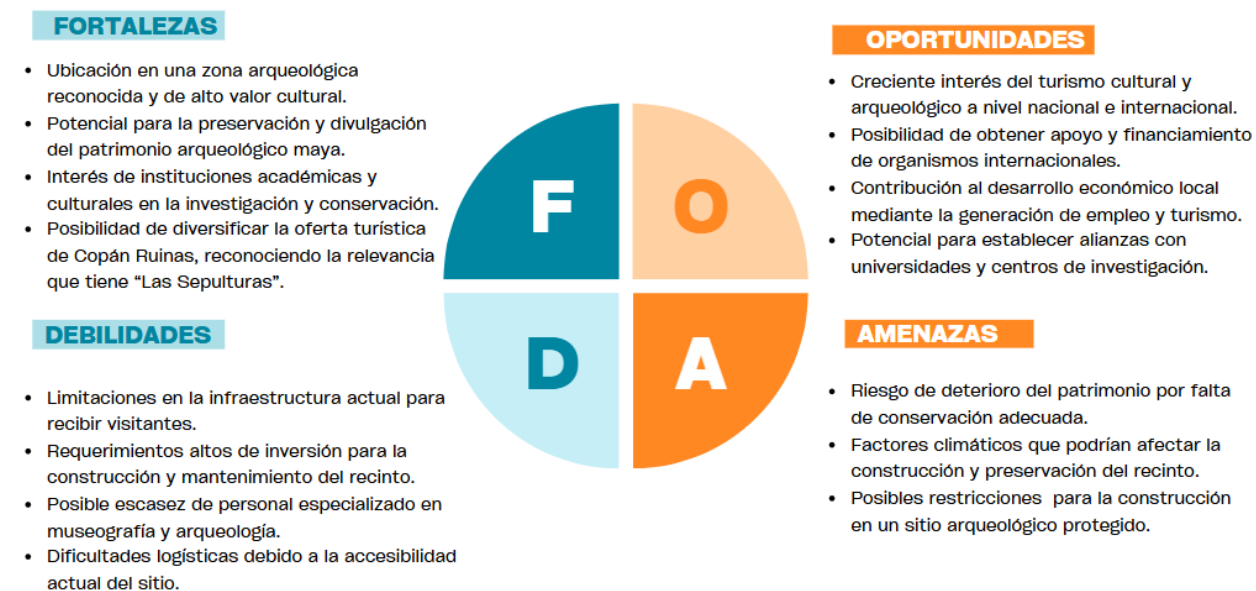 FORTALEZAS
• Ubicación en una zona arqueológica
reconocida y de alto valor cultural.
• Potencial para la preservación y divulgación
del patrimonio arqueológico maya.
• Interés de instituciones académicas y
culturales en la investigación y conservación.
• Posibilidad de diversificar la oferta turística
de Copán Ruinas, reconociendo la relevancia
que tiene “Las Sepulturas”.
DEBILIDADES
• Limitaciones en la infraestructura actual para
recibir visitantes.
• Requerimientos altos de inversión para la
construcción y mantenimiento del recinto.
• Posible escasez de personal especializado en
museografía y arqueología.
• Dificultades logísticas debido a la accesibilidad
actual del sitio.
F
O
D
A
OPORTUNIDADES
• Creciente interés del turismo cultural y
arqueológico a nivel nacional e internacional.
• Posibilidad de obtener apoyo y financiamiento
de organismos internacionales.
• Contribución al desarrollo económico local
mediante la generación de empleo y turismo.
• Potencial para establecer alianzas con
universidades y centros de investigación.
AMENAZAS
• Riesgo de deterioro del patrimonio por falta
de conservación adecuada.
• Factores climáticos que podrían afectar la
construcción y preservación del recinto.
• Posibles restricciones para la construcción
en un sitio arqueológico protegido.